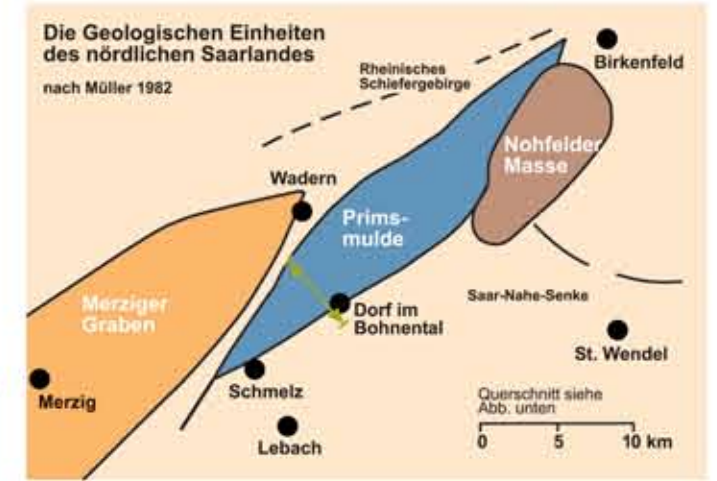 Die Geologischen Einheiten
des nördlichen Saarlandes
nach Müller 1982
Birkenfeld
Rheinisches
Schiefergebirge
Nohfelder
Masse
Wadern
Prims-
mulde
Merziger
Graben
Saar-Nahe-Senke
Dorf im
Bohnental
St. Wendel
Schmelz
Merzig
Querschnitt siehe
Abb. unten
Lebach
0 5 10 km